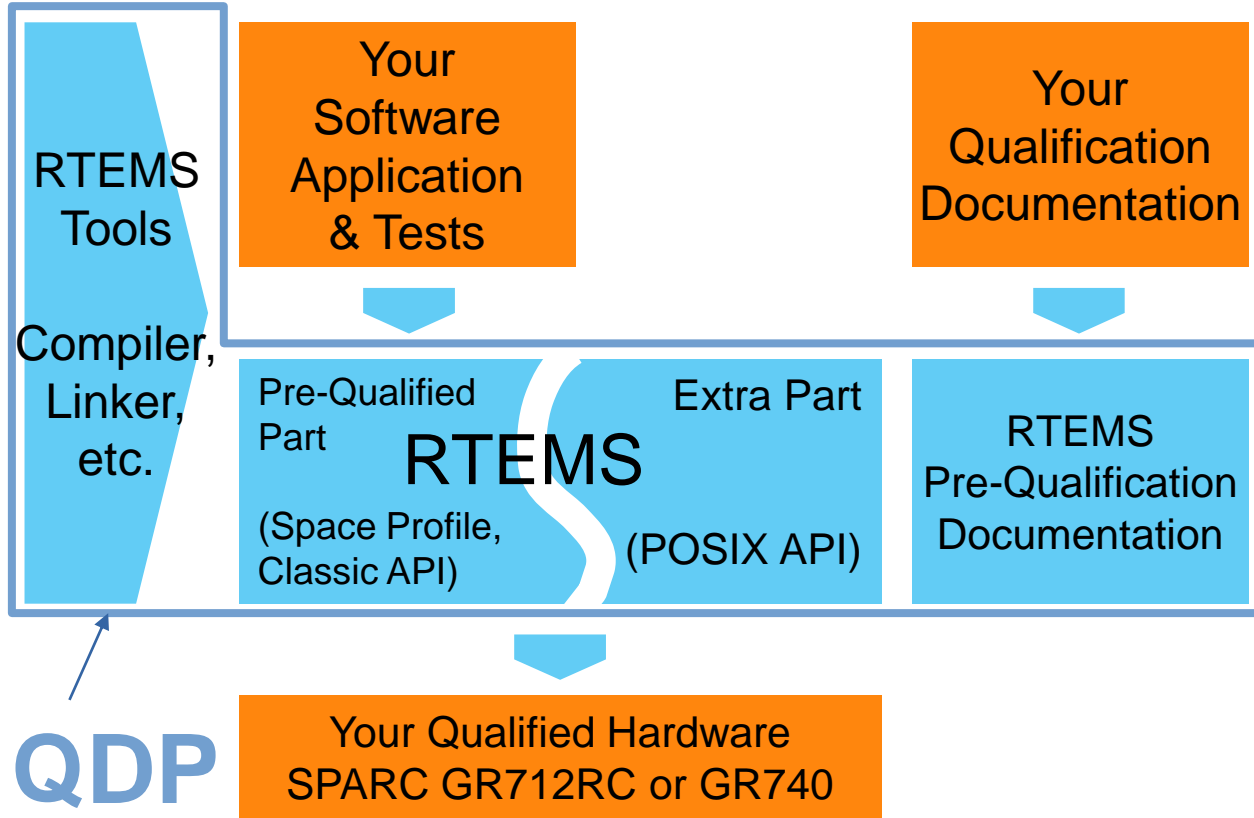 RTEMS
Tools
Compiler,
Linker,
etc.
Your
Software
Application
& Tests
Your
Qualification
Documentation
Pre-Qualified
Part
Extra Part
RTEMS
(Space Profile,
Classic API)
(POSIX API)
RTEMS
Pre-Qualification
Documentation
QDP
Your Qualified Hardware
SPARC GR712RC or GR740